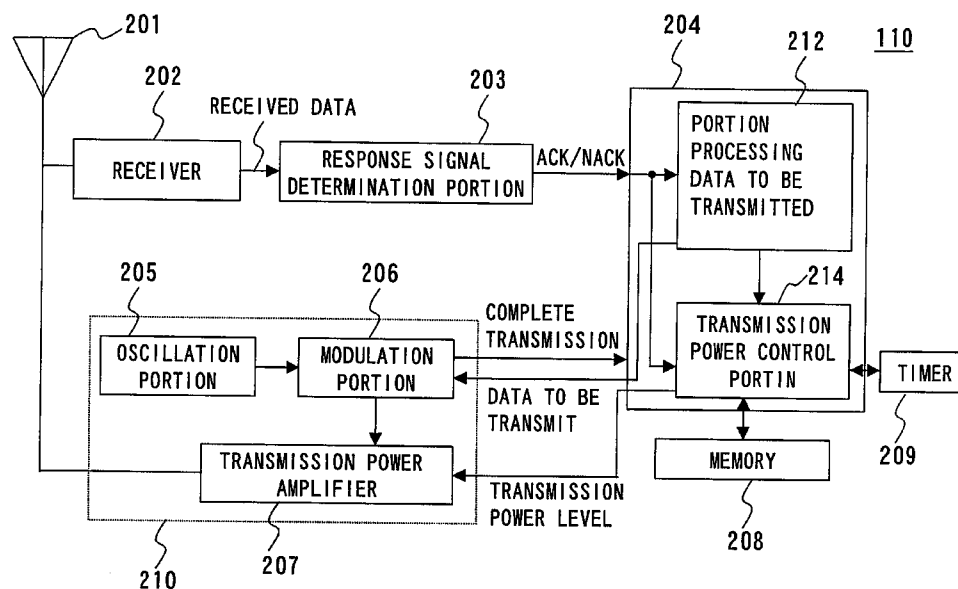 201
204
212
110
202
203
RECEIVED DATA
RECEIVER
RESPONSE SIGNAL
DETERMINATION PORTION
ACK/NACK
PORTION
PROCESSING
DATA TO BE
TRANSMITTED
205
206
214
COMPLETE
TRANSMISSION
OSCILLATION
PORTION
MODULATION
PORTION
TRANSMISSION
POWER CONTROL
PORTIN
TIMER
DATA TO BE
TRANSMIT
209
TRANSMISSION POWER
AMPLIFIER
MEMORY
TRANSMISSION
POWER LEVEL
208
210
207